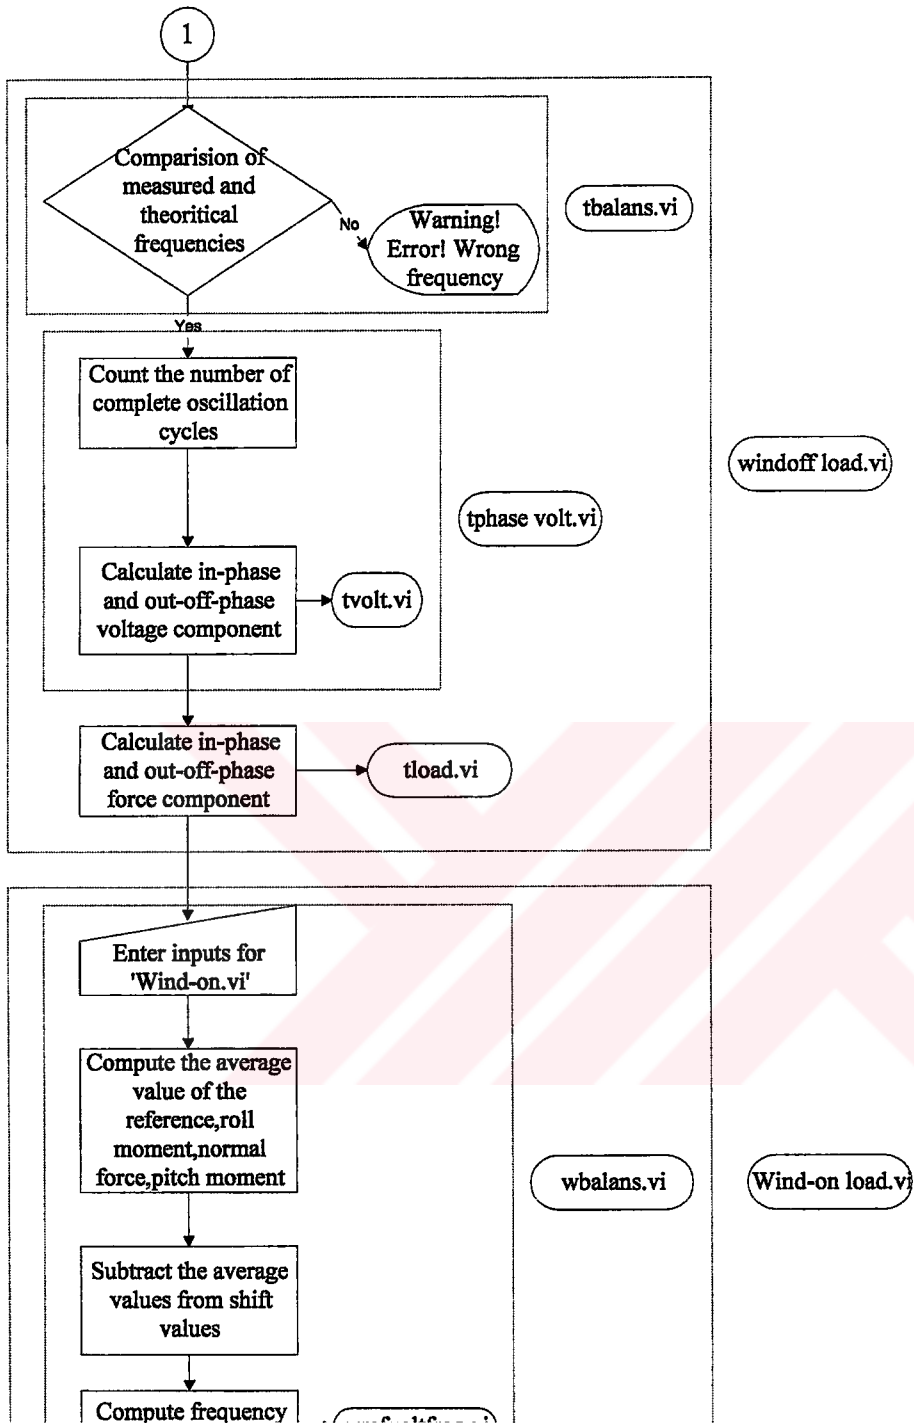 1
Comparision of
measured and
theoritical
frequencies
No
Warning!
Error! Wrong
frequency
tbalans.vi
Yes
Count the number of
complete oscillation
cycles
windoff load.vi
tphase volt.vi
Calculate in-phase
and out-off-phase
voltage component
tvolt.vi
Calculate in-phase
and out-off-phase
force component
tload.vi
Enter inputs for
'Wind-on.vi'
Compute the average
value of the
reference,roll
moment,normal
force,pitch moment
wbalans.vi
Wind-on load.vi
Subtract the average
values from shift
values
Compute frequency